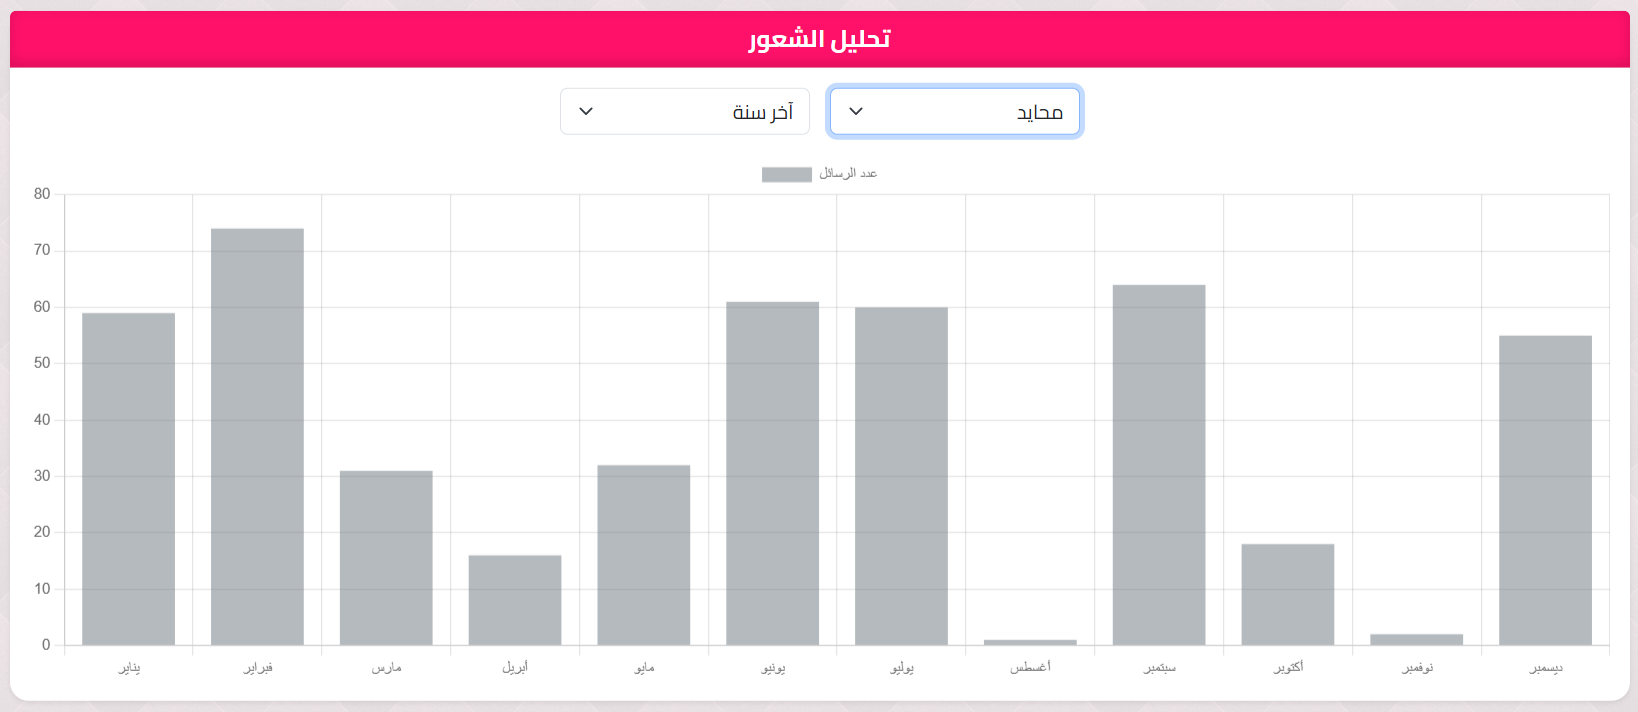 تحليل الشعور
محايد
آخر سنة
عدد الرسائل
80
70
60
50
40
30
20
10
0
يناير
فبراير
مارس
أبريل
مايو
يونيو
يوليو
أغسطس
سبتمبر
أكتوبر
نوفمبر
ديسمبر